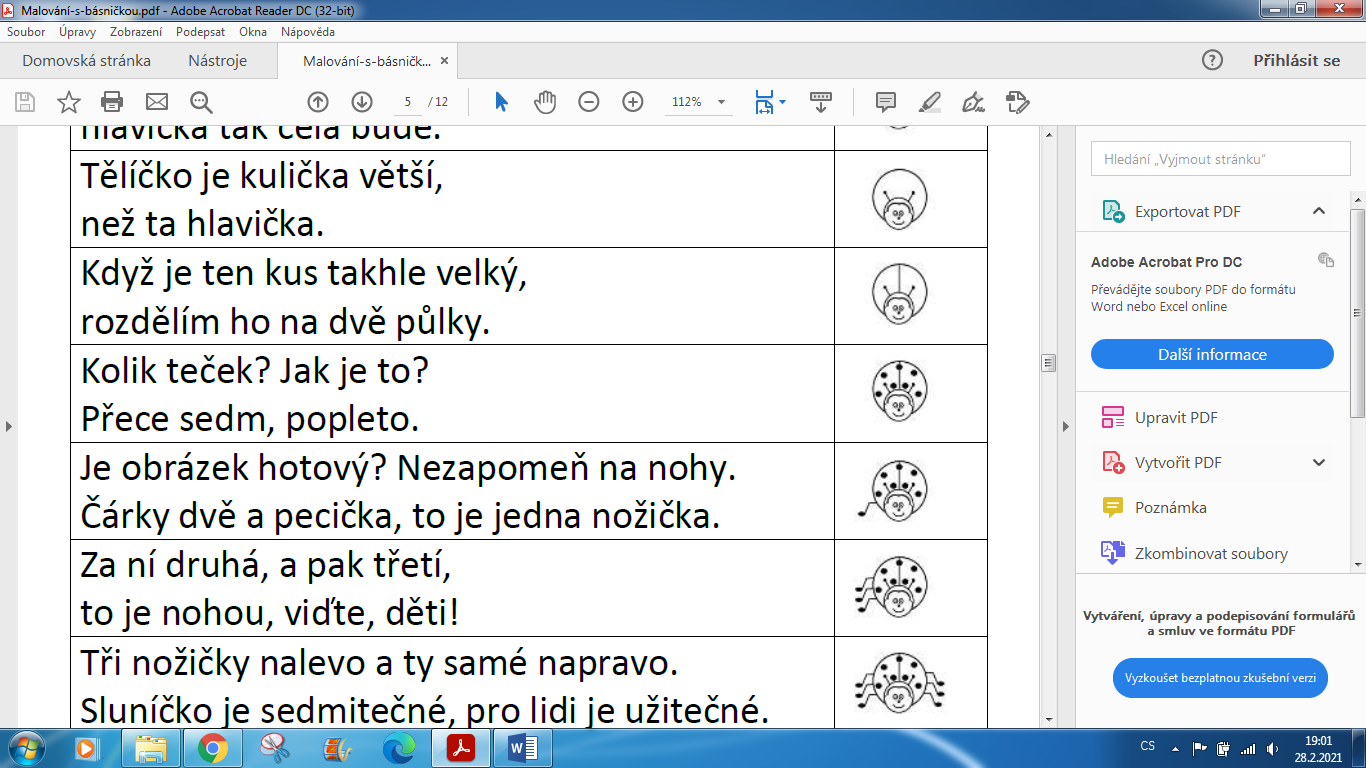 Malování-s-básničkou.pdf - Adobe Acrobat Reader DC (32-bit)
Soubor Úpravy Zobrazení Podepsat Okna Nápověda
Domovská stránka Nástroje Malování-s-básničk... × ? Přihlásit se
5 / 12 112%
hlavička tak celá bude.
Tělíčko je kulička větší,
než ta hlavička.
Když je ten kus takhle velký,
rozdělím ho na dvě půlky.
Kolik teček? Jak je to?
Přece sedm, popleto.
Je obrázek hotový? Nezapomeň na nohy.
Čárky dvě a pecička, to je jedna nožička.
Za ní druhá, a pak třetí,
to je nohou, viďte, děti!
Tři nožičky nalevo a ty samé napravo.
Sluníčko je sedmitečné, pro lidi je užitečné.
Hledání „Vyjmout stránku“
Exportovat PDF
Adobe Acrobat Pro DC
Převádějte soubory PDF do formátu
Word nebo Excel online
Další informace
Upravit PDF
Vytvořit PDF
Poznámka
Zkombinovat soubory
Vytváření, úpravy a podepisování formulářů
a smluv ve formátu PDF
Vyzkoušet bezplatnou zkušební verzi
CS 19:01
28.2.2021